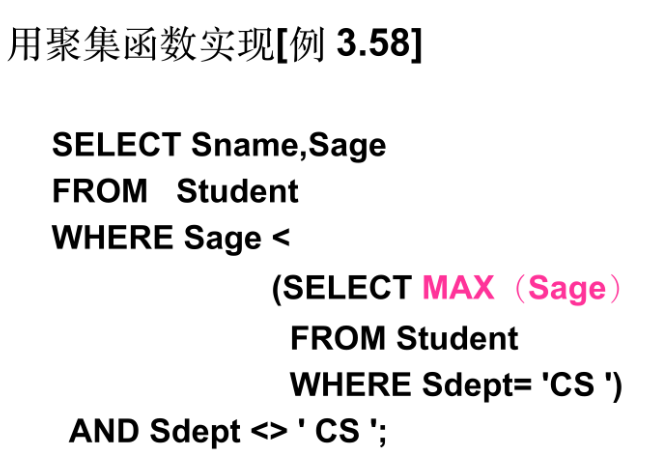 用聚集函数实现[例 3.58]
SELECT Sname,Sage
FROM Student
WHERE Sage <
(SELECT MAX（Sage）
FROM Student
WHERE Sdept= 'CS ')
AND Sdept <> ' CS ';